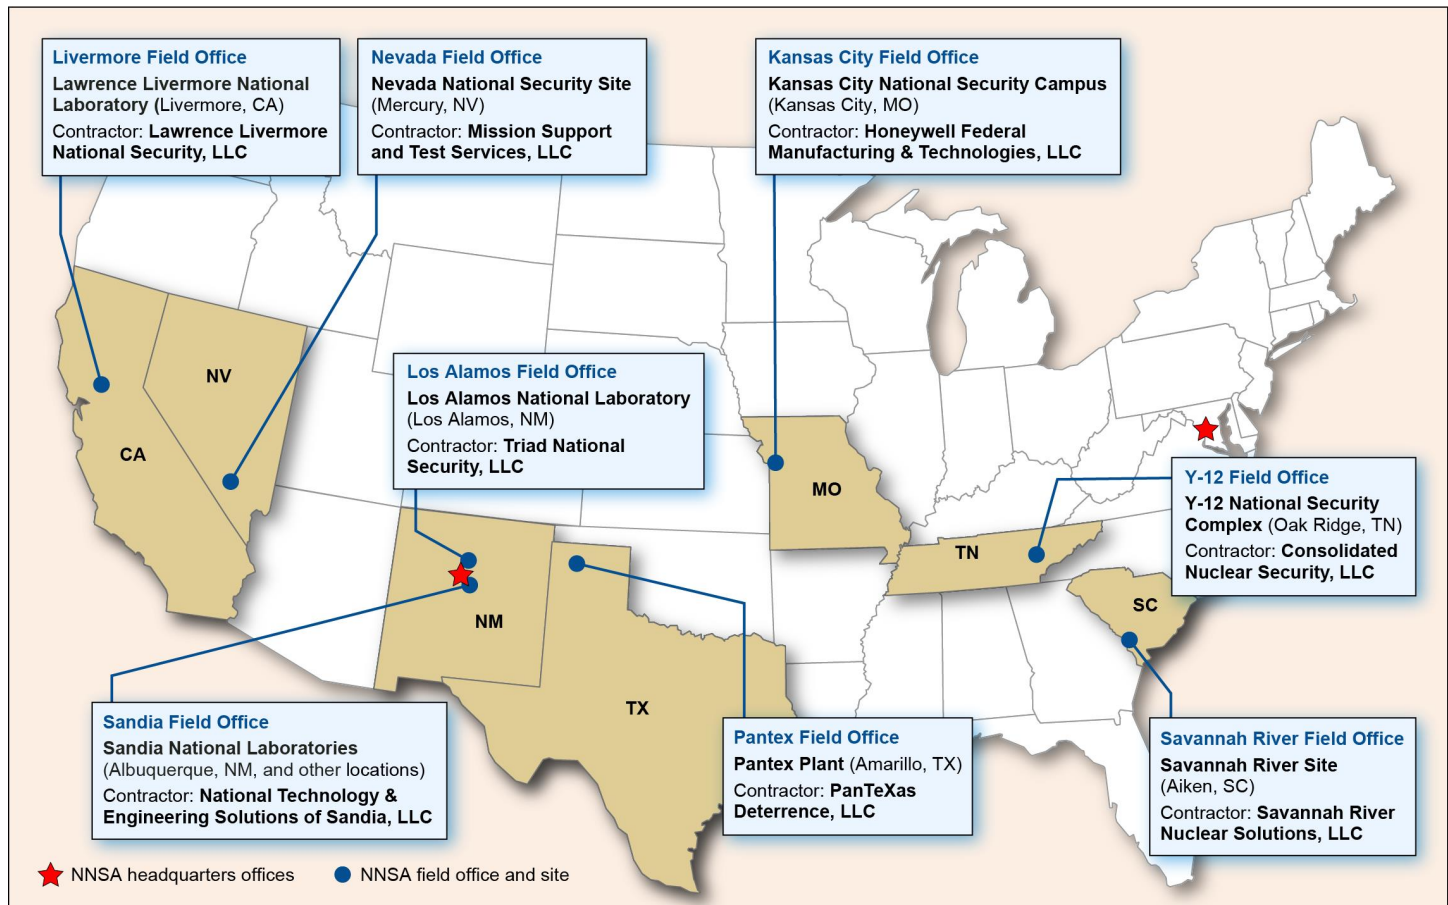 Livermore Field Office
Lawrence Livermore National
Laboratory (Livermore, CA)
Contractor: Lawrence Livermore
National Security, LLC
Nevada Field Office
Nevada National Security Site
(Mercury, NV)
Contractor: Mission Support
and Test Services, LLC
Kansas City Field Office
Kansas City National Security Campus
(Kansas City, MO)
Contractor: Honeywell Federal
Manufacturing & Technologies, LLC
NV
CA
Los Alamos Field Office
Los Alamos National Laboratory
(Los Alamos, NM)
Contractor: Triad National
Security, LLC
MO
Y-12 Field Office
Y-12 National Security
Complex (Oak Ridge, TN)
Contractor: Consolidated
Nuclear Security, LLC
TN
SC
NM
TX
Sandia Field Office
Sandia National Laboratories
(Albuquerque, NM, and other locations)
Contractor: National Technology &
Engineering Solutions of Sandia, LLC
Pantex Field Office
Pantex Plant (Amarillo, TX)
Contractor: PanTeXas
Deterrence, LLC
Savannah River Field Office
Savannah River Site
(Aiken, SC)
Contractor: Savannah River
Nuclear Solutions, LLC
NNSA headquarters offices
NNSA field office and site